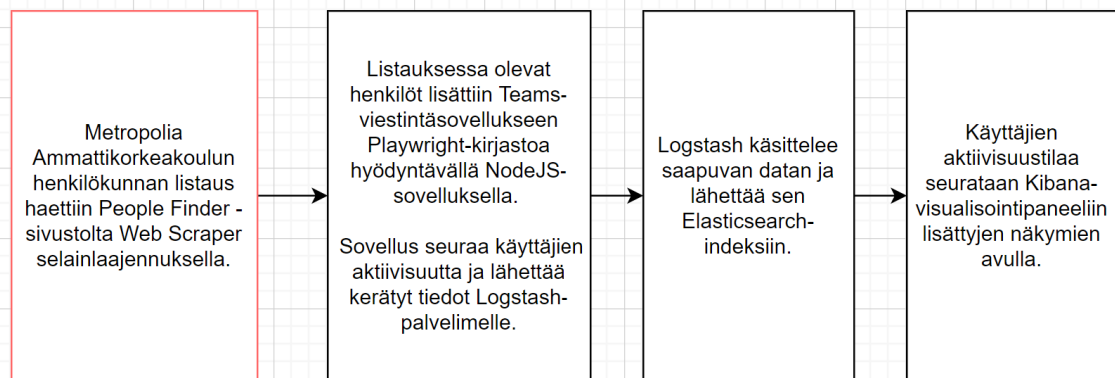 Metropolia
Ammattikorkeakoulun
henkilökunnan listaus
haettiin People Finder -
sivustolta Web Scraper
selainlaajennuksella.
Listauksessa olevat
henkilöt lisättiin Teams-
viestintäsovellukseen
Playwright-kirjastoa
hyödyntävällä NodeJS-
sovelluksella.
Sovellus seuraa käyttäjien
aktiivisuutta ja lähettää
kerätyt tiedot Logstash-
palvelimelle.
Logstash käsittelee
saapuvan datan ja
lähettää sen
Elasticsearch-
indeksiin.
Käyttäjien
aktiivisuustilaa
seurataan Kibana-
visualisointipaneeliin
lisättyjen näkymien
avulla.